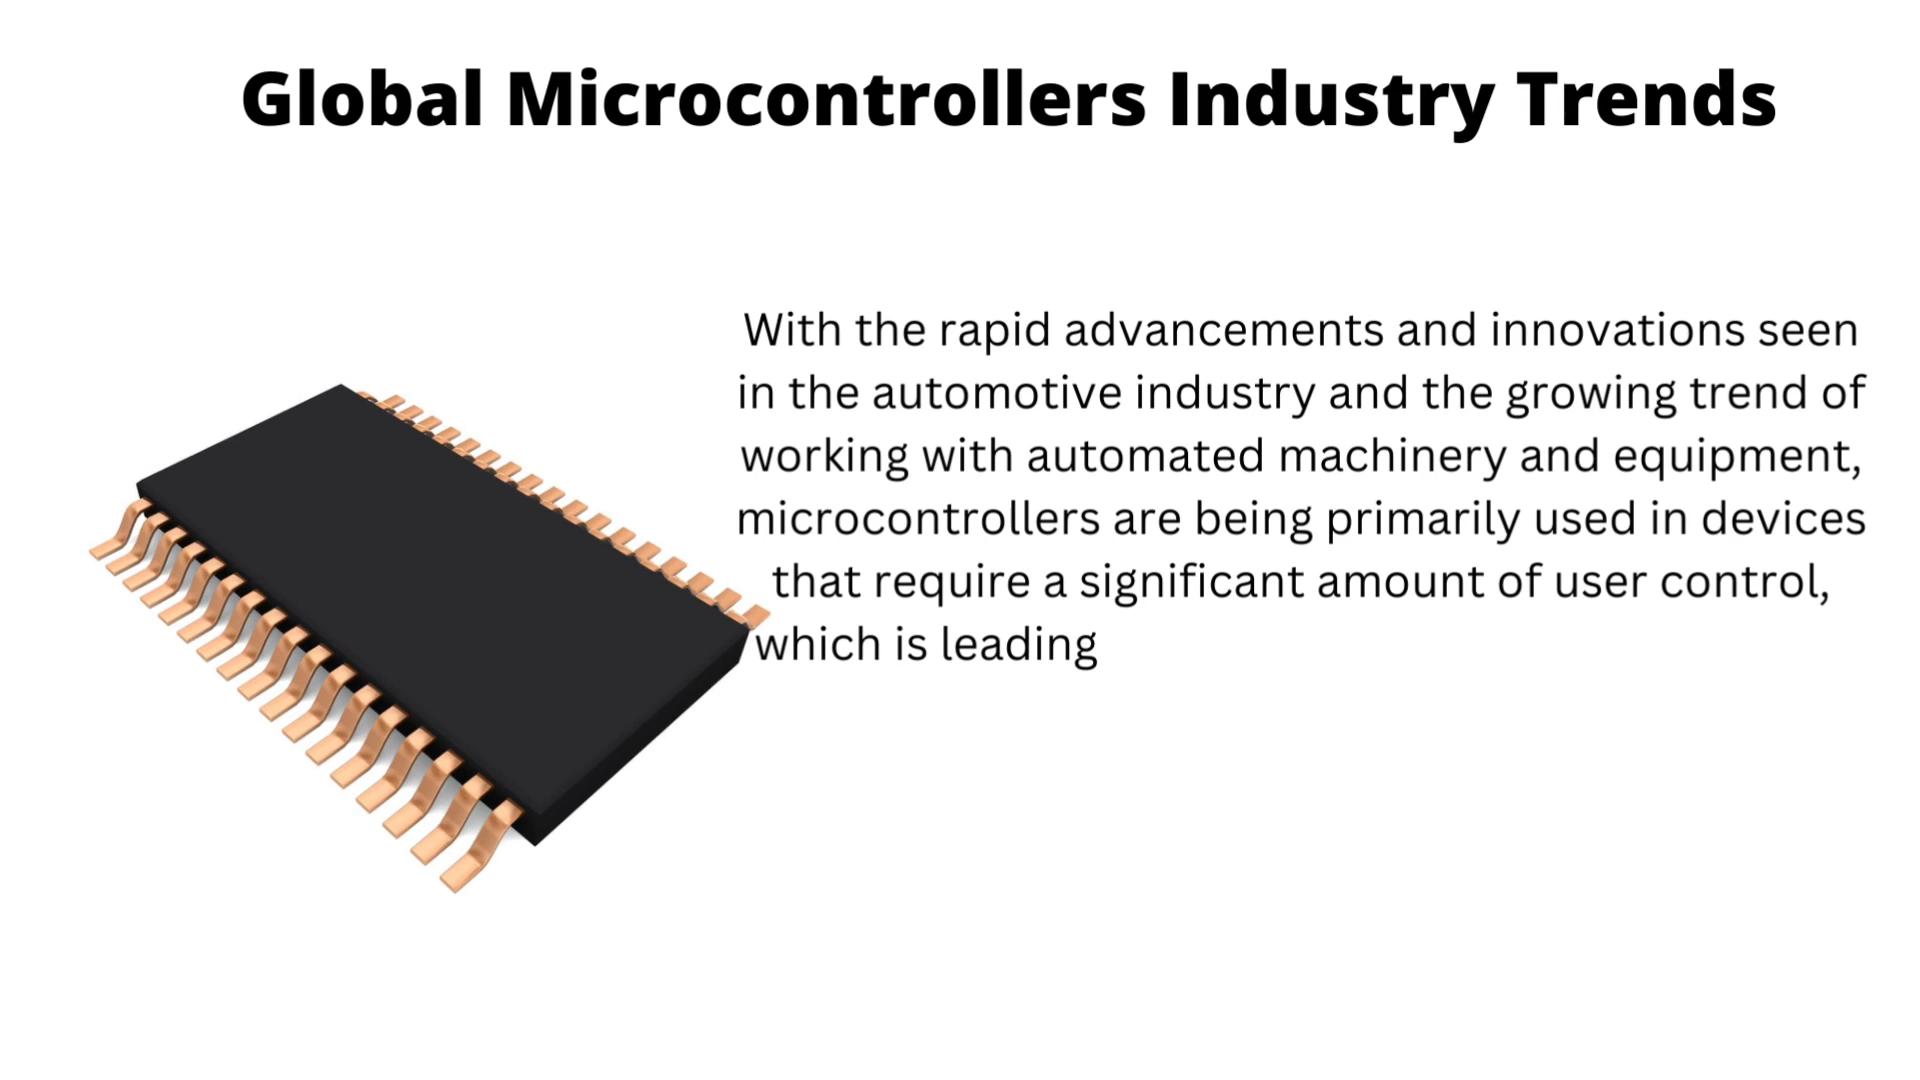 Global Microcontrollers Industry Trends
With the rapid advancements and innovations seen
in the automotive industry and the growing trend of
working with automated machinery and equipment,
microcontrollers are being primarily used in devices
that require a significant amount of user control,
which is leading